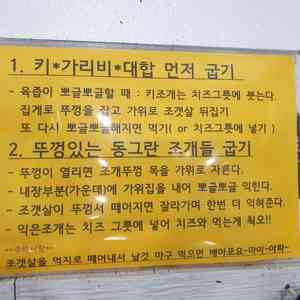 1. 키*가리비*대합 먼저 굽기
- 육즙이 뽀글뽀글할 때 : 키조개는 치즈그릇에 붓는다.
집게로 뚜껑을 잡고 가위로 조갯살 뒤집기
또 다시 뽀글뽀글해지면 먹기( or 치즈그릇에 넣기 )
2. 뚜껑있는 동그란 조개들 굽기
- 뚜껑이 열리면 조개뚜껑 목을 가위로 자른다.
- 내장부분(가운데)에 가위집을 내어 뽀글뽀글 익힌다.
- 조갯살이 뚜껑서 떼어지면 잘라가며 한번 더 익혀준다.
- 익은조개는 치즈 그릇에 넣어 치즈와 먹는게 쵝오!!
조갯살을 억지로 떼어내서 날것 마구 먹으면 배아포요~마이~아파~